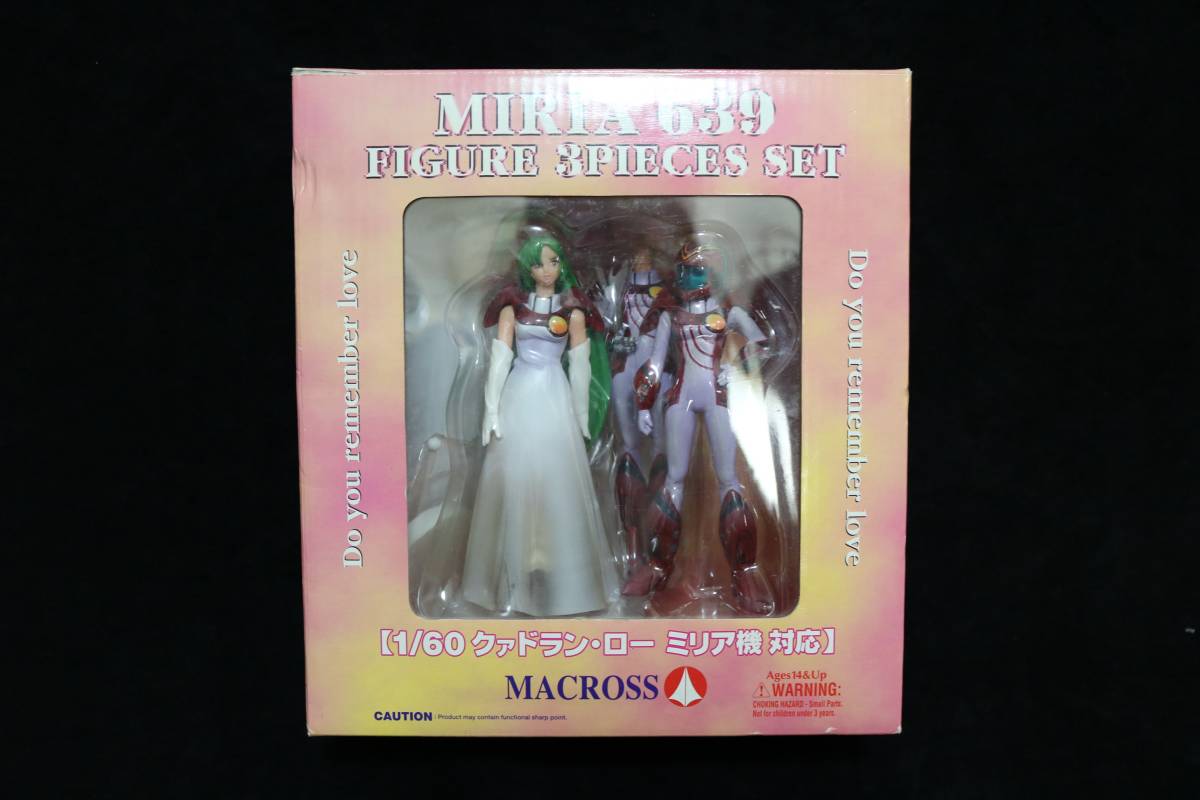 MIRIA 639
FIGURE 3PIECES SET
Do you remember love
Do you remember love
【1/60 クァドラン・ロー ミリア機 対応】
MACROSS
Ages14&Up
WARNING:
CHOKING HAZARD - Small Parts.
Not for children under 3 years.
CAUTION : Product may contain functional sharp point.